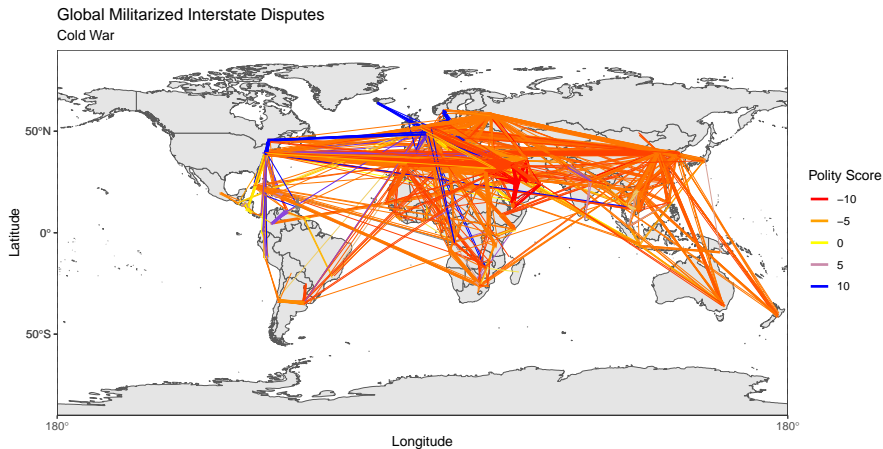 Global Militarized Interstate Disputes
Cold War
50°N
0°
50°S
180°
180°
Longitude
Latitude
Polity Score
−10
−5
0
5
10